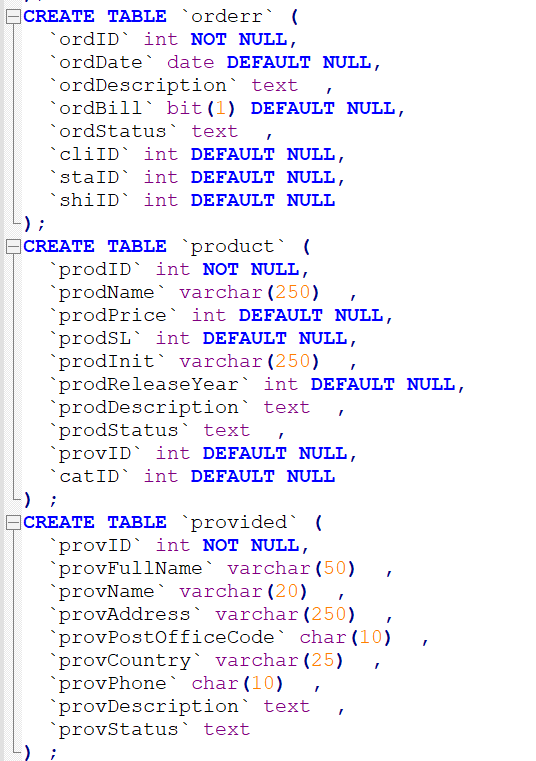 CREATE TABLE `orderr` (
`ordID` int NOT NULL,
`ordDate` date DEFAULT NULL,
`ordDescription` text  ,
`ordBill` bit(1) DEFAULT NULL,
`ordStatus` text  ,
`cliID` int DEFAULT NULL,
`staID` int DEFAULT NULL,
`shiID` int DEFAULT NULL
);
CREATE TABLE `product` (
`prodID` int NOT NULL,
`prodName` varchar(250)  ,
`prodPrice` int DEFAULT NULL,
`prodSL` int DEFAULT NULL,
`prodInit` varchar(250)  ,
`prodReleaseYear` int DEFAULT NULL,
`prodDescription` text  ,
`prodStatus` text  ,
`provID` int DEFAULT NULL,
`catID` int DEFAULT NULL
) ;
CREATE TABLE `provided` (
`provID` int NOT NULL,
`provFullName` varchar(50)  ,
`provName` varchar(20)  ,
`provAddress` varchar(250)  ,
`provPostOfficeCode` char(10)  ,
`provCountry` varchar(25)  ,
`provPhone` char(10)  ,
`provDescription` text  ,
`provStatus` text
) ;